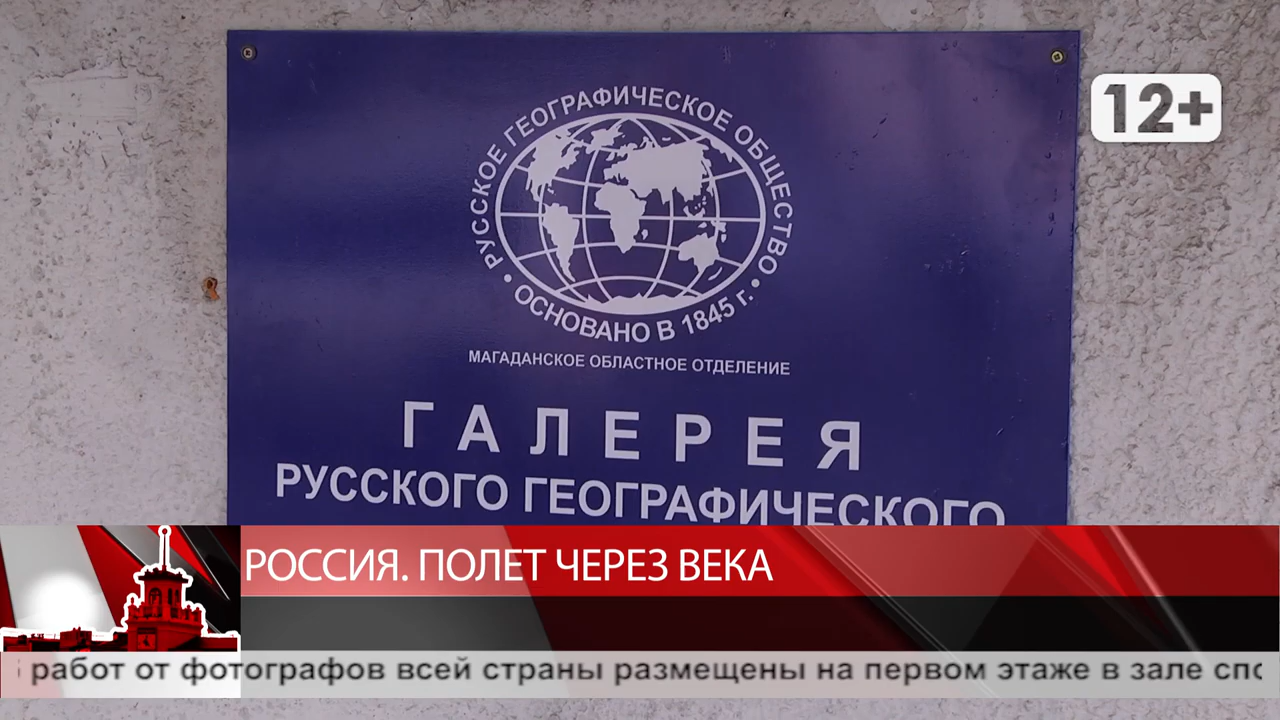 12+
• РУССКОЕ ГЕОГРАФИЧЕСКОЕ ОБЩЕСТВО •
ОСНОВАНО В 1845 г.
МАГАДАНСКОЕ ОБЛАСТНОЕ ОТДЕЛЕНИЕ
ГАЛЕРЕЯ
РУССКОГО ГЕОГРАФИЧЕСКОГО
РОССИЯ. ПОЛЕТ ЧЕРЕЗ ВЕКА
работ от фотографов всей страны размещены на первом этаже в зале